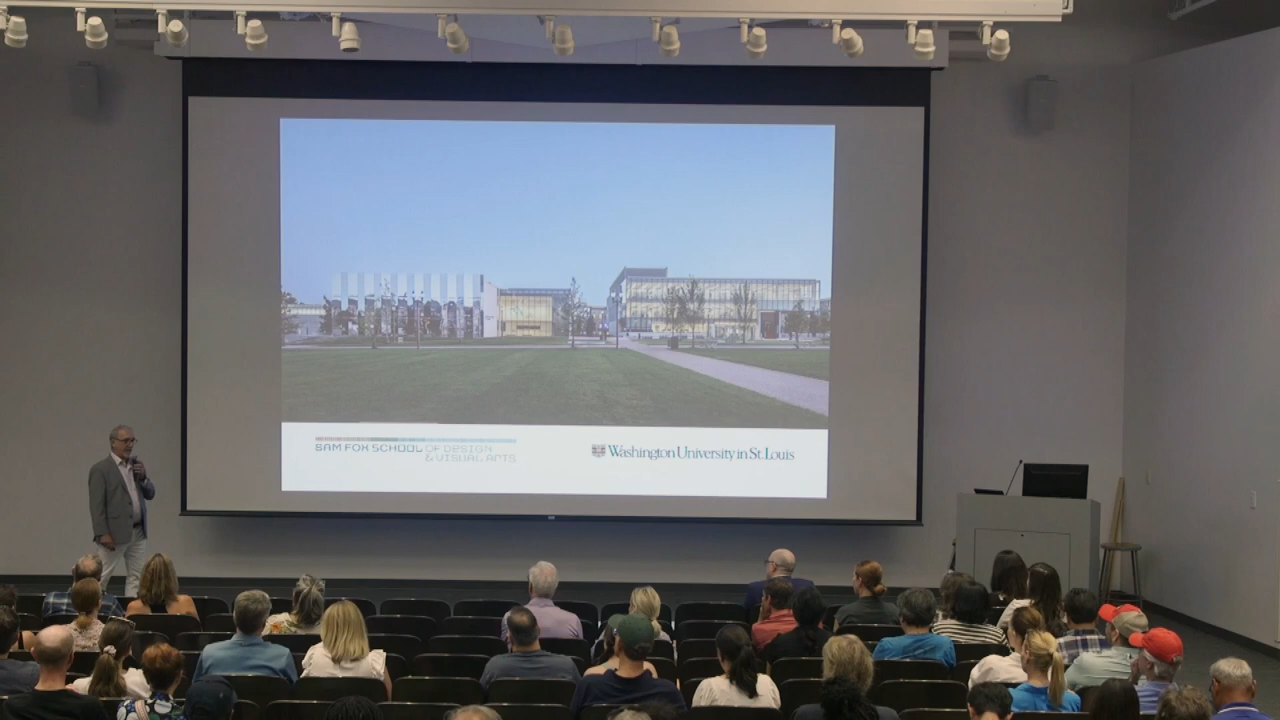 SAM FOX SCHOOL OF DESIGN
& VISUAL ARTS
Washington University in St. Louis